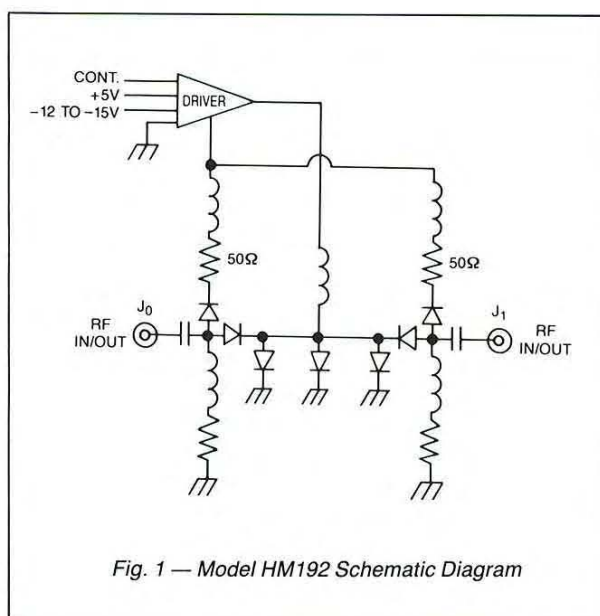 CONT.
+5V
-12 TO -15V
DRIVER
50Ω
50Ω
J₀
RF
IN/OUT
J₁
RF
IN/OUT
Fig. 1 — Model HM192 Schematic Diagram